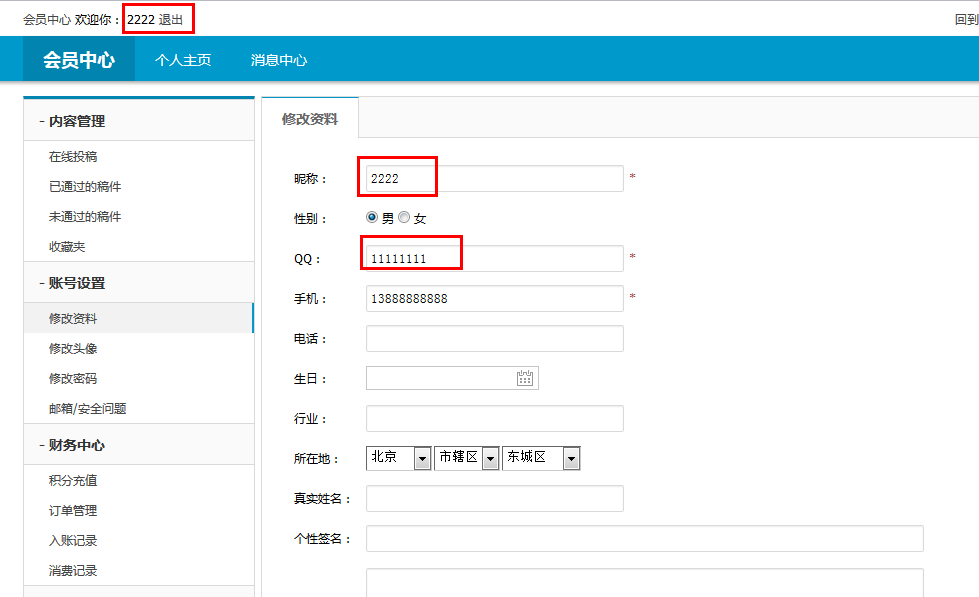 会员中心 欢迎你：2222 退出
回到
会员中心 个人主页 消息中心
- 内容管理
在线投稿
已通过的稿件
未通过的稿件
收藏夹
- 账号设置
修改资料
修改头像
修改密码
邮箱/安全问题
- 财务中心
积分充值
订单管理
入账记录
消费记录
修改资料
昵称： 2222 *
性别： 男 女
QQ： 11111111 *
手机： 13888888888 *
电话：
生日：
行业：
所在地： 北京 市辖区 东城区
真实姓名：
个性签名：